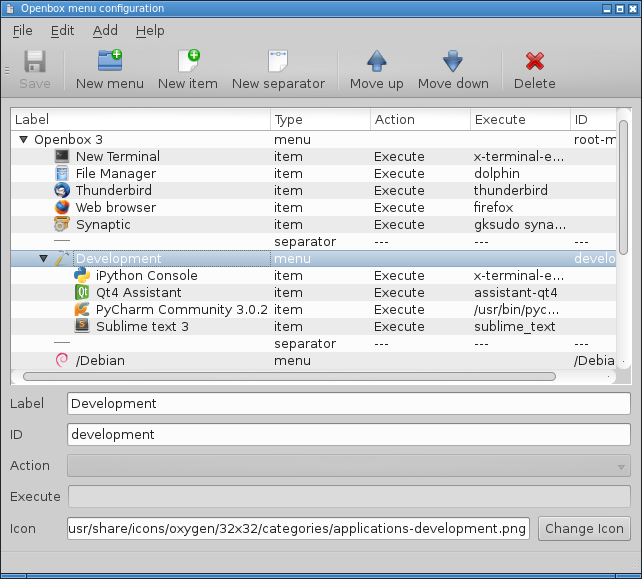 Openbox menu configuration
File Edit Add Help
Save New menu New item New separator Move up Move down Delete
Label Type Action Execute ID
Openbox 3 menu root-m
New Terminal item Execute x-terminal-e...
File Manager item Execute dolphin
Thunderbird item Execute thunderbird
Web browser item Execute firefox
Synaptic item Execute gksudo syna...
separator --- --- ---
Development menu develo
iPython Console item Execute x-terminal-e...
Qt4 Assistant item Execute assistant-qt4
PyCharm Community 3.0.2 item Execute /usr/bin/pyc...
Sublime text 3 item Execute sublime_text
separator --- --- ---
/Debian menu /Debia
Label Development
ID development
Action
Execute
Icon usr/share/icons/oxygen/32x32/categories/applications-development.png Change Icon